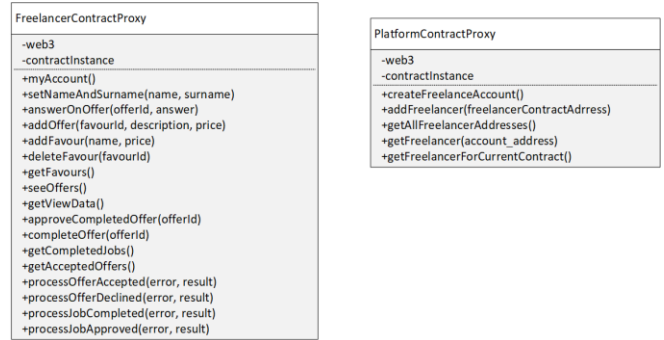 FreelancerContractProxy
-web3
-contractInstance
+myAccount()
+setNameAndSurname(name, surname)
+answerOnOffer(offerId, answer)
+addOffer(favourId, description, price)
+addFavour(name, price)
+deleteFavour(favourId)
+getFavours()
+seeOffers()
+getViewData()
+approveCompletedOffer(offerId)
+completeOffer(offerId)
+getCompletedJobs()
+getAcceptedOffers()
+processOfferAccepted(error, result)
+processOfferDeclined(error, result)
+processJobCompleted(error, result)
+processJobApproved(error, result)
PlatformContractProxy
-web3
-contractInstance
+createFreelanceAccount()
+addFreelancer(freelancerContractAdrress)
+getAllFreelancerAddresses()
+getFreelancer(account_address)
+getFreelancerForCurrentContract()